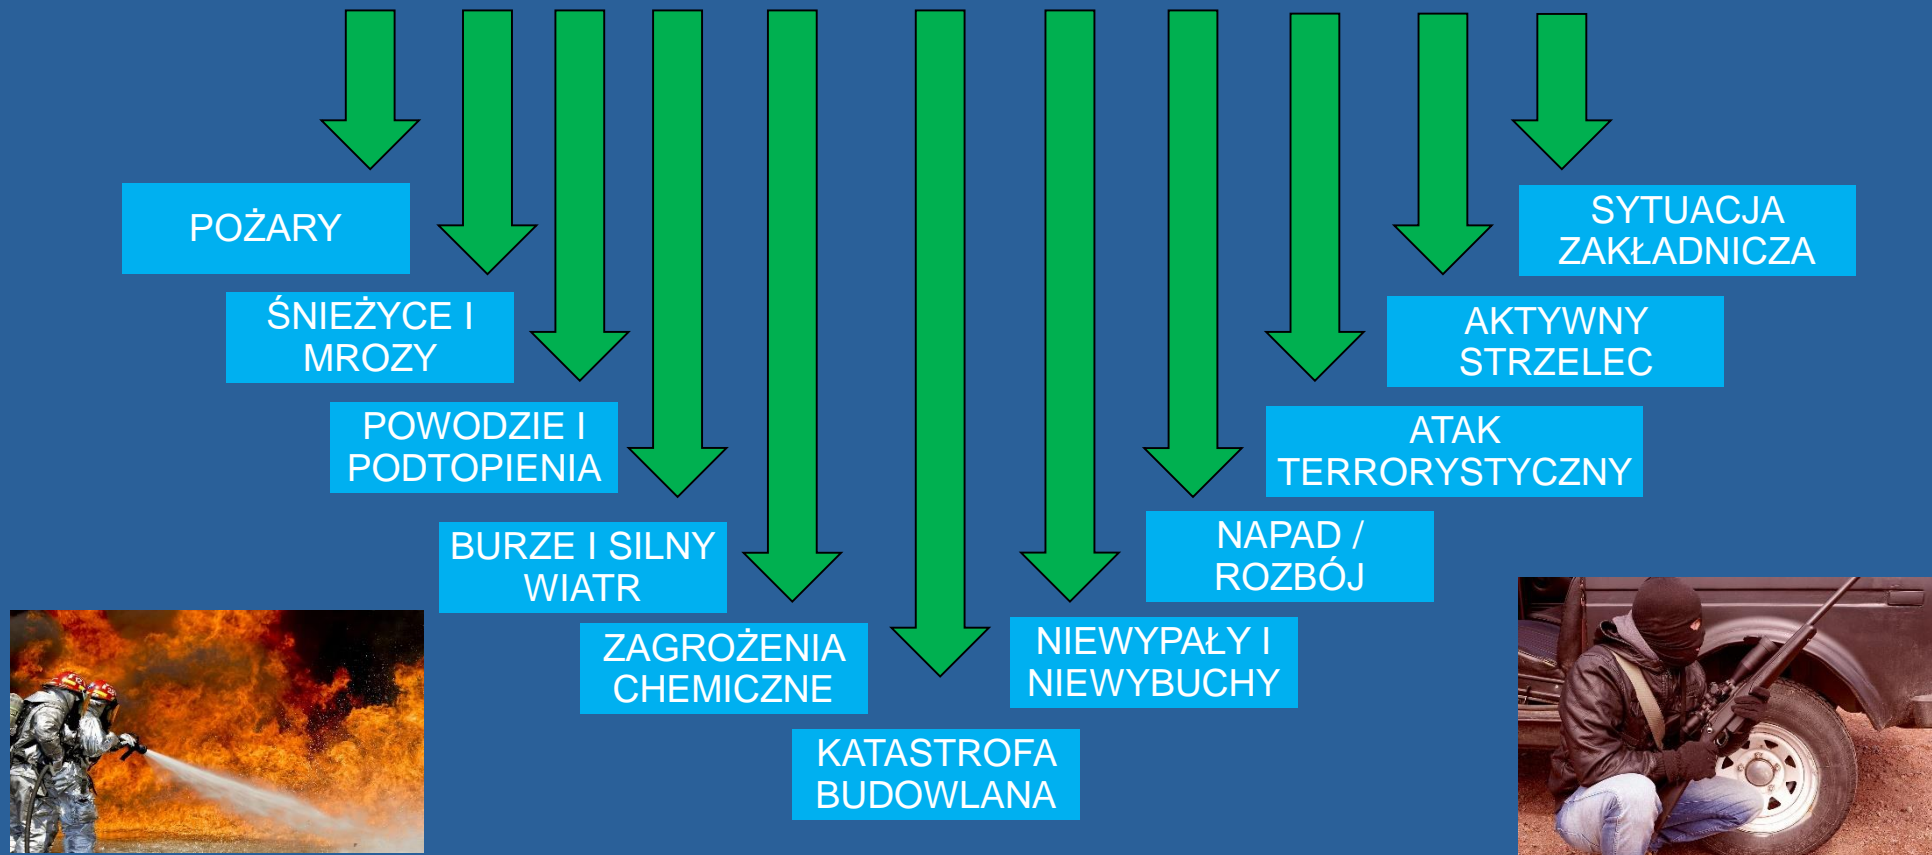 POŻARY
ŚNIEŻYCE I
MROZY
POWODZIE I
PODTOPIENIA
BURZE I SILNY
WIATR
ZAGROŻENIA
CHEMICZNE
KATASTROFA
BUDOWLANA
NIEWYPAŁY I
NIEWYBUCHY
NAPAD /
ROZBÓJ
ATAK
TERRORYSTYCZNY
AKTYWNY
STRZELEC
SYTUACJA
ZAKŁADNICZA